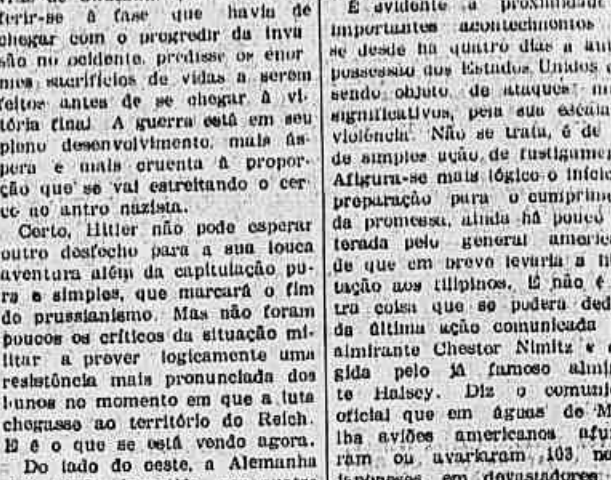 ferir-se à fase que havia de
chegar com o progredir da inva
são no ocidente, predisse os enor
mes sacrifícios de vidas a serem
feitos antes de se chegar à vi-
tória final A guerra está em seu
pleno desenvolvimento, mais ás-
pera e mais cruenta à propor-
ção que se vai estreitando o cer-
co ao antro nazista.
Certo, Hitler não pode esperar
outro desfecho para a sua louca
aventura além da capitulação pu-
ra e simples, que marcará o fim
do prussianismo. Mas não foram
poucos os críticos da situação mi-
litar a prever logicamente uma
resistência mais pronunciada dos
hunos no momento em que a luta
chegasse ao território do Reich.
E é o que se está vendo agora.
Do lado do oeste, a Alemanha
É evidente a proximidade
importantes acontecimentos
se desde há quatro dias a
possessão dos Estados Unidos
sendo objeto de ataques
significativos, pela sua escala
violência. Não se trata, é de
de simples ação de fustigamen
Afigura-se mais lógico o início
preparação para o cumprim
da promessa, ainda há pouco
terada pelo general americ
de que em breve levaria a li
tação aos filipinos. E não é
tra coisa que se poderá ded
da última ação comunicada
almirante Chestor Nimitz e
gida pelo já famoso almir
te Halsey. Diz o comuni
oficial que em águas de M
lha aviões americanos afu
ram ou avariaram 103 na
em devastadores